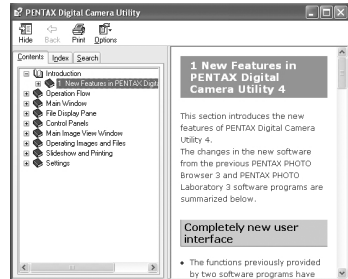 PENTAX Digital Camera Utility
Hide Back Print Options
Contents Index Search
Introduction
1 New Features in PENTAX Digit
Operation Flow
Main Window
File Display Pane
Control Panels
Main Image View Window
Operating Images and Files
Slideshow and Printing
Settings
1 New Features in
PENTAX Digital
Camera Utility 4
This section introduces the new
features of PENTAX Digital Camera
Utility 4.
The changes in the new software
from the previous PENTAX PHOTO
Browser 3 and PENTAX PHOTO
Laboratory 3 software programs are
summarized below.
Completely new user
interface
• The functions previously provided
by two software programs have